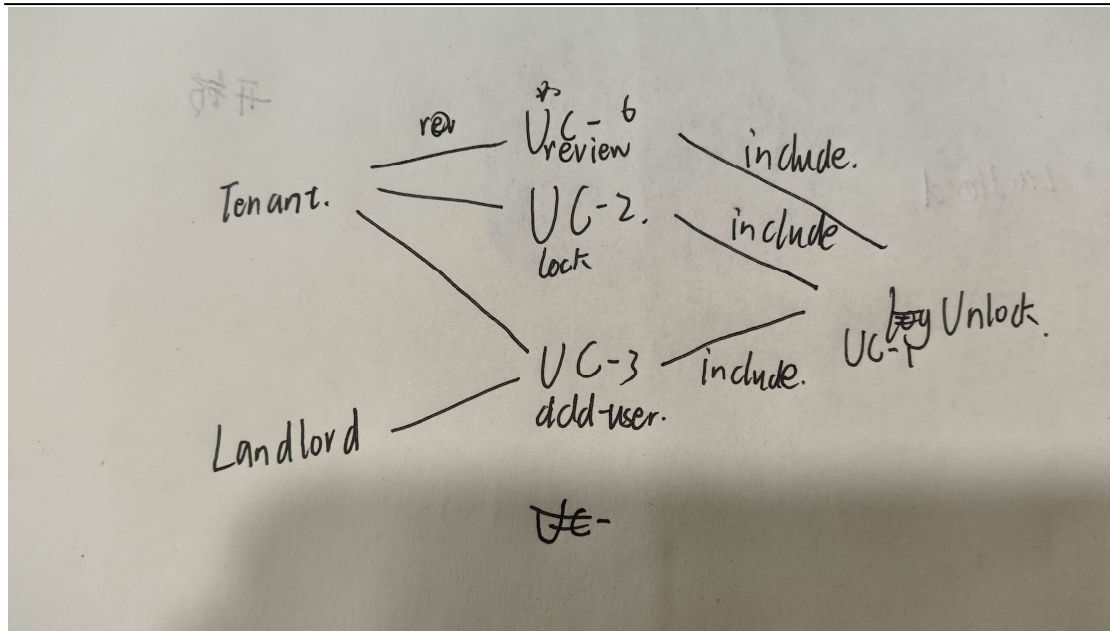 rev
UC-6
review
Tenant.
include.
UC-2.
lock
include
Unlock.
UC-1
UC-3
add-user.
include.
Landlord
UC-